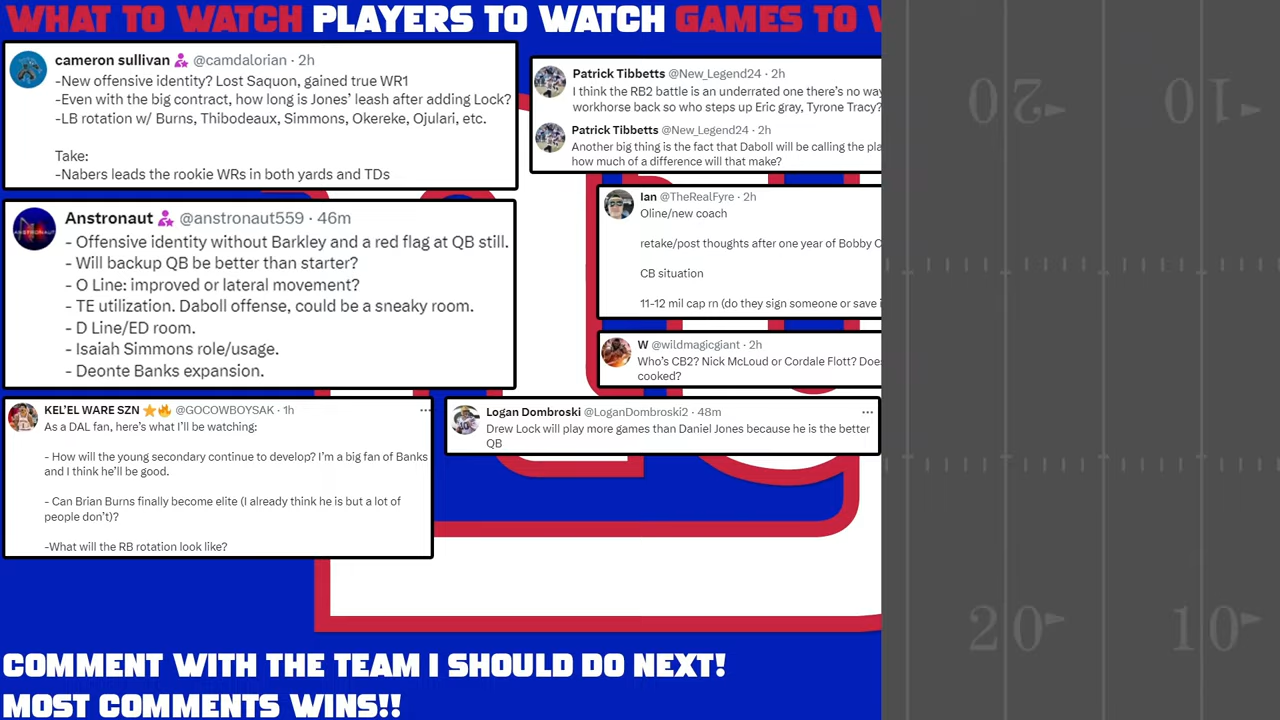 WHAT TO WATCH PLAYERS TO WATCH GAMES TO
cameron sullivan @camdalorian · 2h
-New offensive identity? Lost Saquon, gained true WR1
-Even with the big contract, how long is Jones' leash after adding Lock?
-LB rotation w/ Burns, Thibodeaux, Simmons, Okereke, Ojulari, etc.
Take:
-Nabers leads the rookie WRs in both yards and TDs
Patrick Tibbetts @New_Legend24 · 2h
I think the RB2 battle is an underrated one there's no way
workhorse back so who steps up Eric gray, Tyrone Tracy?
Patrick Tibbetts @New_Legend24 · 2h
Another big thing is the fact that Daboll will be calling the
how much of a difference will that make?
Ian @TheRealFyre · 2h
Oline/new coach
retake/post thoughts after one year of Bobby
CB situation
11-12 mil cap rn (do they sign someone or save
Anstronaut @anstronaut559 · 46m
- Offensive identity without Barkley and a red flag at QB still.
- Will backup QB be better than starter?
- O Line: improved or lateral movement?
- TE utilization. Daboll offense, could be a sneaky room.
- D Line/ED room.
- Isaiah Simmons role/usage.
- Deonte Banks expansion.
W @wildmagicgiant · 2h
Who's CB2? Nick McLoud or Cordale Flott?
cooked?
KEL'EL WARE SZN ⭐🔥 @GOCOWBOYSAK · 1h
As a DAL fan, here's what I'll be watching:
- How will the young secondary continue to develop? I'm a big fan of Banks
and I think he'll be good.
- Can Brian Burns finally become elite (I already think he is but a lot of
people don't)?
-What will the RB rotation look like?
Logan Dombroski @LoganDombroski2 · 48m
Drew Lock will play more games than Daniel Jones because he is the better
QB
COMMENT WITH THE TEAM I SHOULD DO NEXT!
MOST COMMENTS WINS!!
20 10
20 10